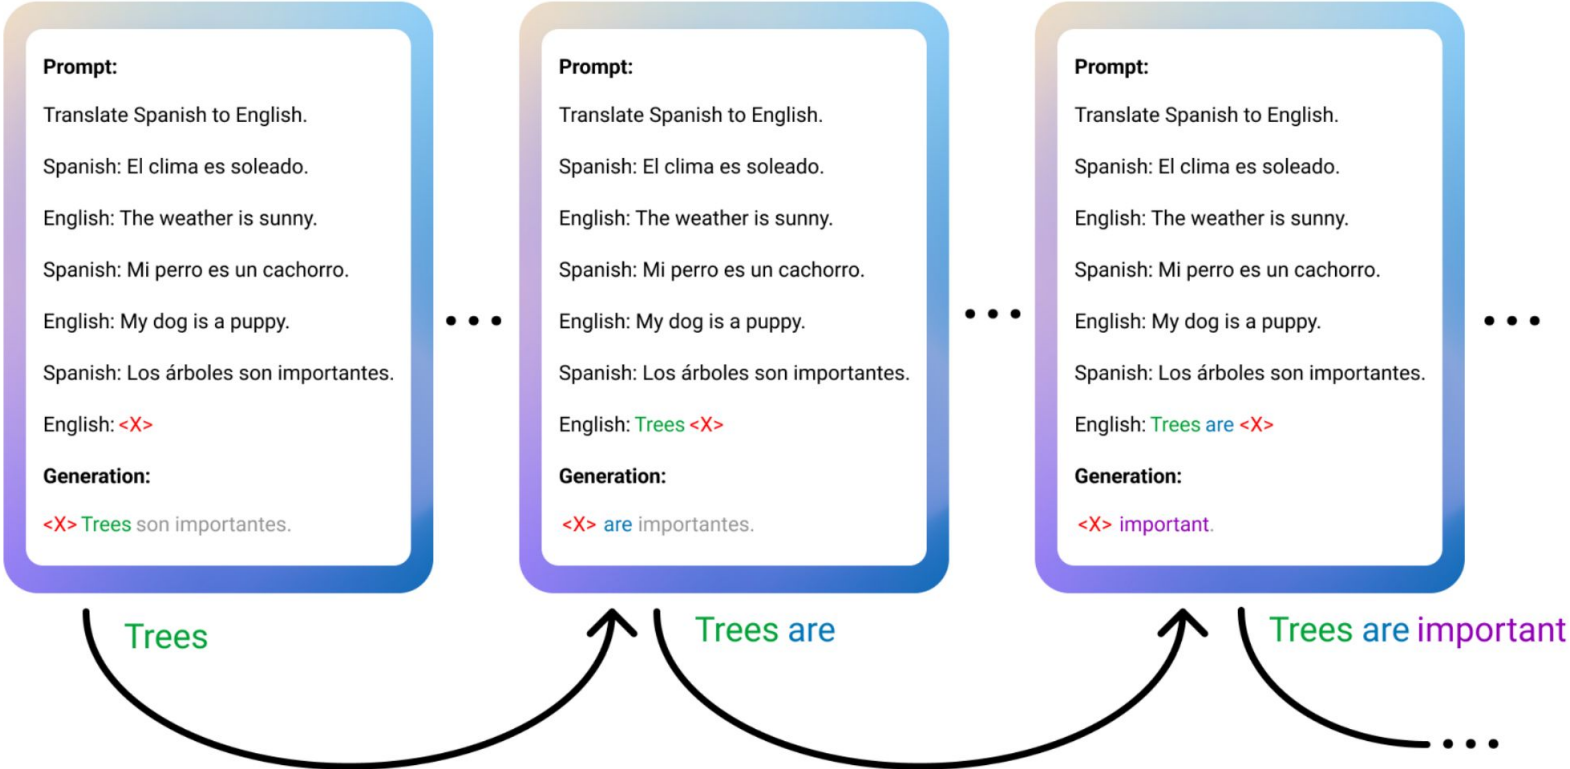 Prompt:
Translate Spanish to English.
Spanish: El clima es soleado.
English: The weather is sunny.
Spanish: Mi perro es un cachorro.
English: My dog is a puppy.
Spanish: Los árboles son importantes.
English: <X>
Generation:
<X> Trees son importantes.
Trees
...
Prompt:
Translate Spanish to English.
Spanish: El clima es soleado.
English: The weather is sunny.
Spanish: Mi perro es un cachorro.
English: My dog is a puppy.
Spanish: Los árboles son importantes.
English: Trees <X>
Generation:
<X> are importantes.
Trees are
...
Prompt:
Translate Spanish to English.
Spanish: El clima es soleado.
English: The weather is sunny.
Spanish: Mi perro es un cachorro.
English: My dog is a puppy.
Spanish: Los árboles son importantes.
English: Trees are <X>
Generation:
<X> important.
Trees are important
...
...